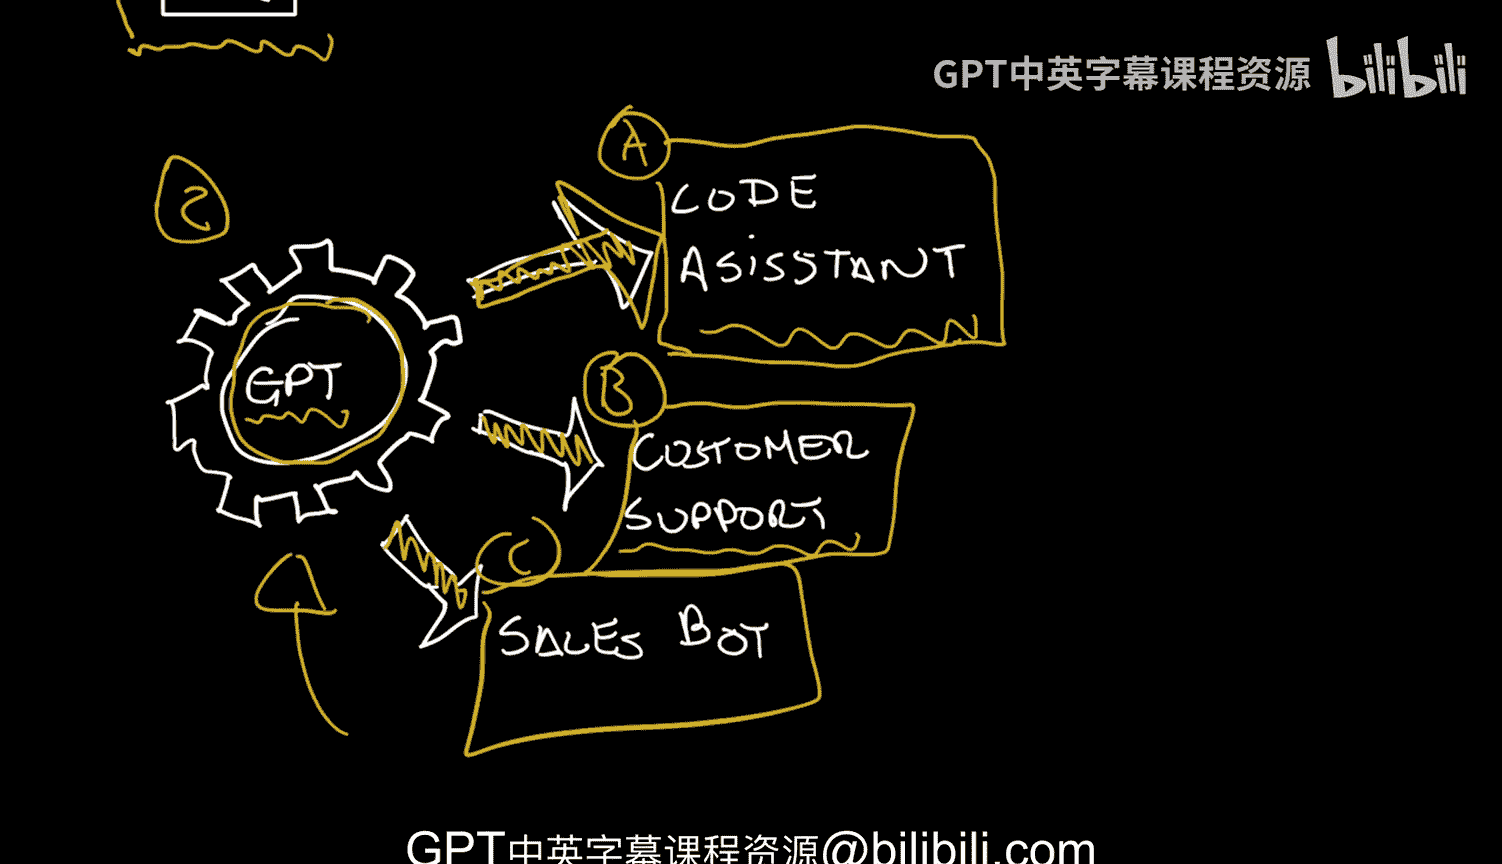 GPT中英字幕课程资源 bilibili
A
2
CODE
ASISSTANT
GPT
B
CUSTOMER
SUPPORT
C
SALES BOT
GPT中英字幕课程资源@bilibili.com